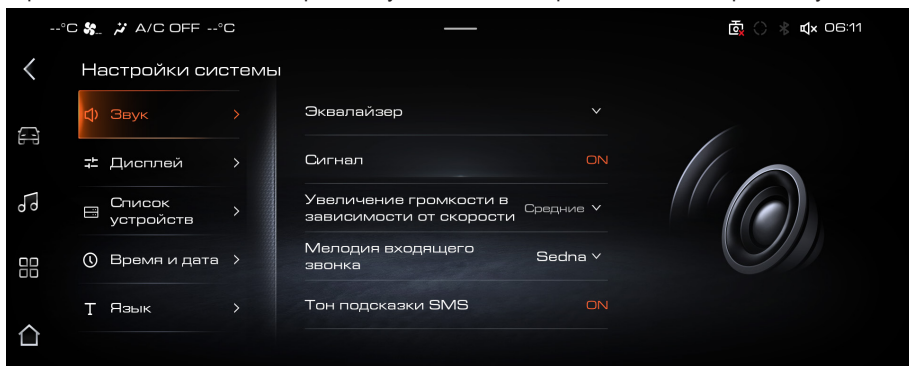 --°C A/C OFF --°C
06:11
Настройки системы
Звук
Дисплей
Список
устройств
Время и дата
Язык
Эквалайзер
Сигнал ON
Увеличение громкости в
зависимости от скорости Средние
Мелодия входящего
звонка Sedna
Тон подсказки SMS ON